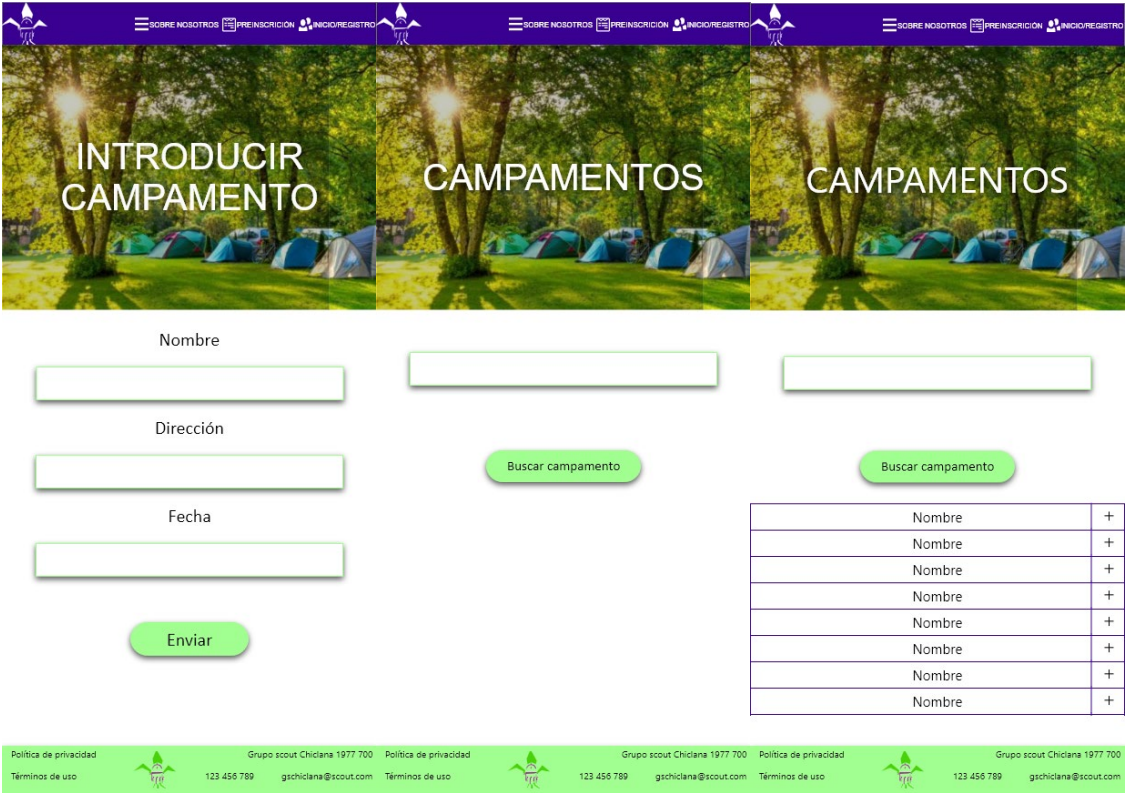 SOBRE NOSOTROS PREINSCRICIÓN INICIO/REGISTRO
INTRODUCIR
CAMPAMENTO
Nombre
Dirección
Fecha
Enviar
Política de privacidad
Grupo scout Chiclana 1977 700
Términos de uso
123 456 789
gschiclana@scout.com
SOBRE NOSOTROS PREINSCRICIÓN INICIO/REGISTRO
CAMPAMENTOS
Buscar campamento
Política de privacidad
Grupo scout Chiclana 1977 700
Términos de uso
123 456 789
gschiclana@scout.com
SOBRE NOSOTROS PREINSCRICIÓN INICIO/REGISTRO
CAMPAMENTOS
Buscar campamento
Nombre +
Nombre +
Nombre +
Nombre +
Nombre +
Nombre +
Nombre +
Nombre +
Política de privacidad
Grupo scout Chiclana 1977 700
Términos de uso
123 456 789
gschiclana@scout.com